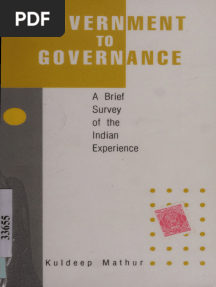 PDF
VERNMENT
TO
GOVERNANCE
A Brief
Survey
of the
Indian
Experience
33655
Kuldeep Mathur